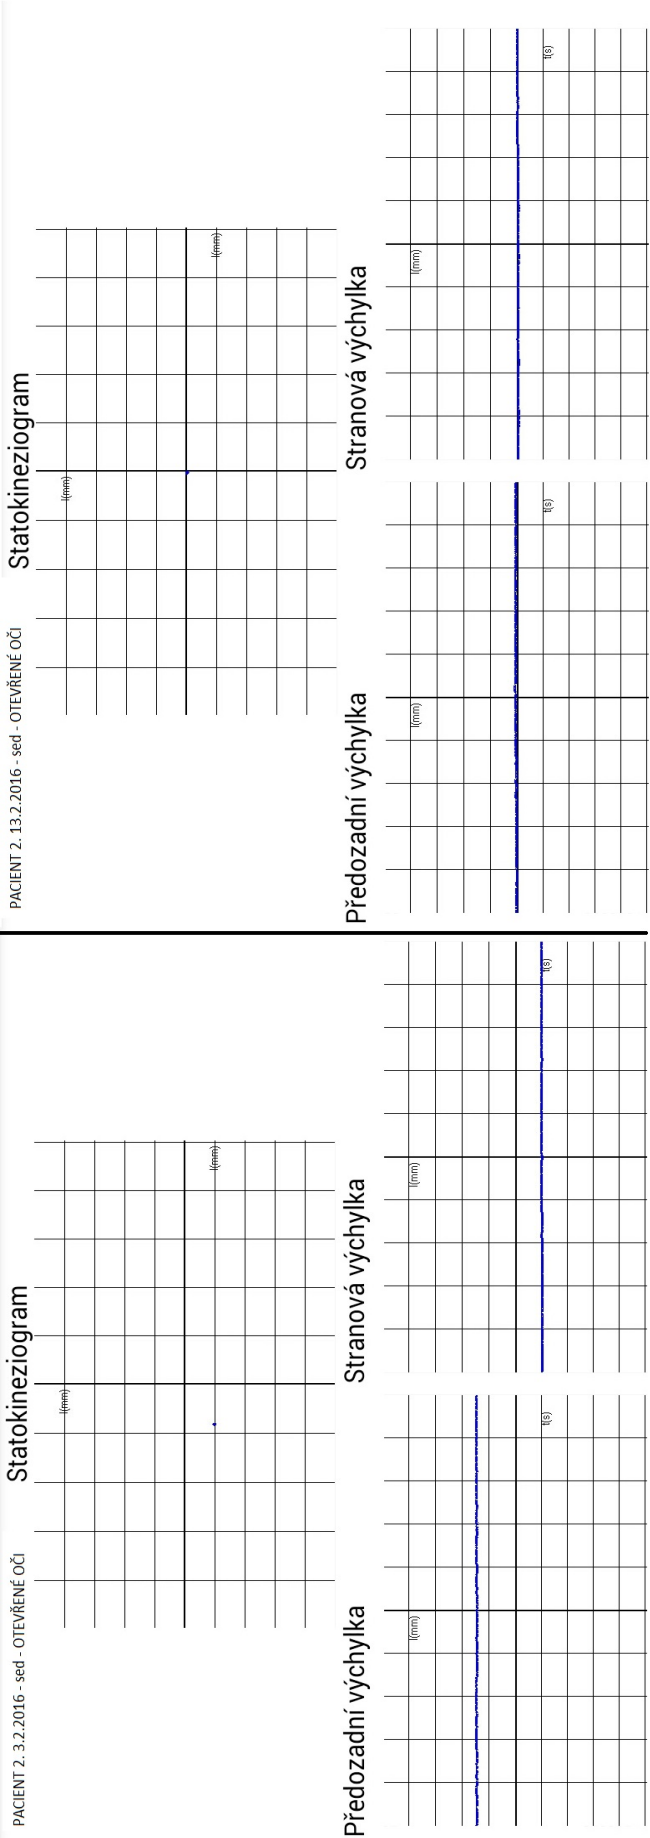 PACIENT 2. 3.2.2016 - sed - OTEVŘENÉ OČI
Statokineziogram
l(mm)
l(mm)
Předozadní výchylka
l(mm)
t(s)
Stranová výchylka
l(mm)
t(s)
PACIENT 2. 13.2.2016 - sed - OTEVŘENÉ OČI
Statokineziogram
l(mm)
l(mm)
Předozadní výchylka
l(mm)
t(s)
Stranová výchylka
l(mm)
t(s)